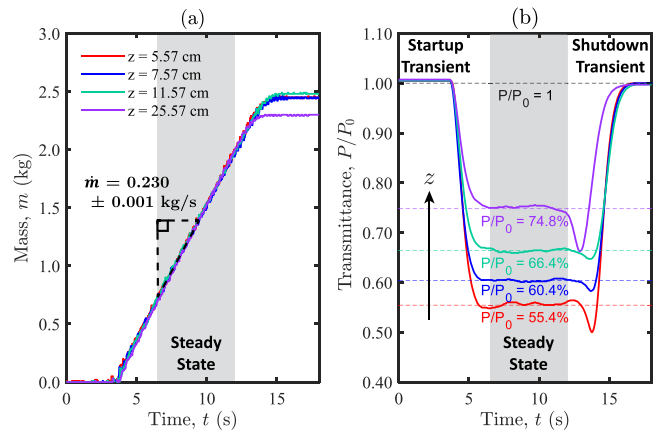 (a)
3.0
2.5
2.0
1.5
1.0
0.5
0.0
Mass, m (kg)
z = 5.57 cm
z = 7.57 cm
z = 11.57 cm
z = 25.57 cm
ṁ = 0.230
± 0.001 kg/s
Steady
State
0
5
10
15
Time, t (s)
(b)
1.10
1.00
0.90
0.80
0.70
0.60
0.50
0.40
Transmittance, P/P₀
Startup
Transient
Shutdown
Transient
P/P₀ = 1
z
P/P₀ = 74.8%
P/P₀ = 66.4%
P/P₀ = 60.4%
P/P₀ = 55.4%
Steady
State
0
5
10
15
Time, t (s)